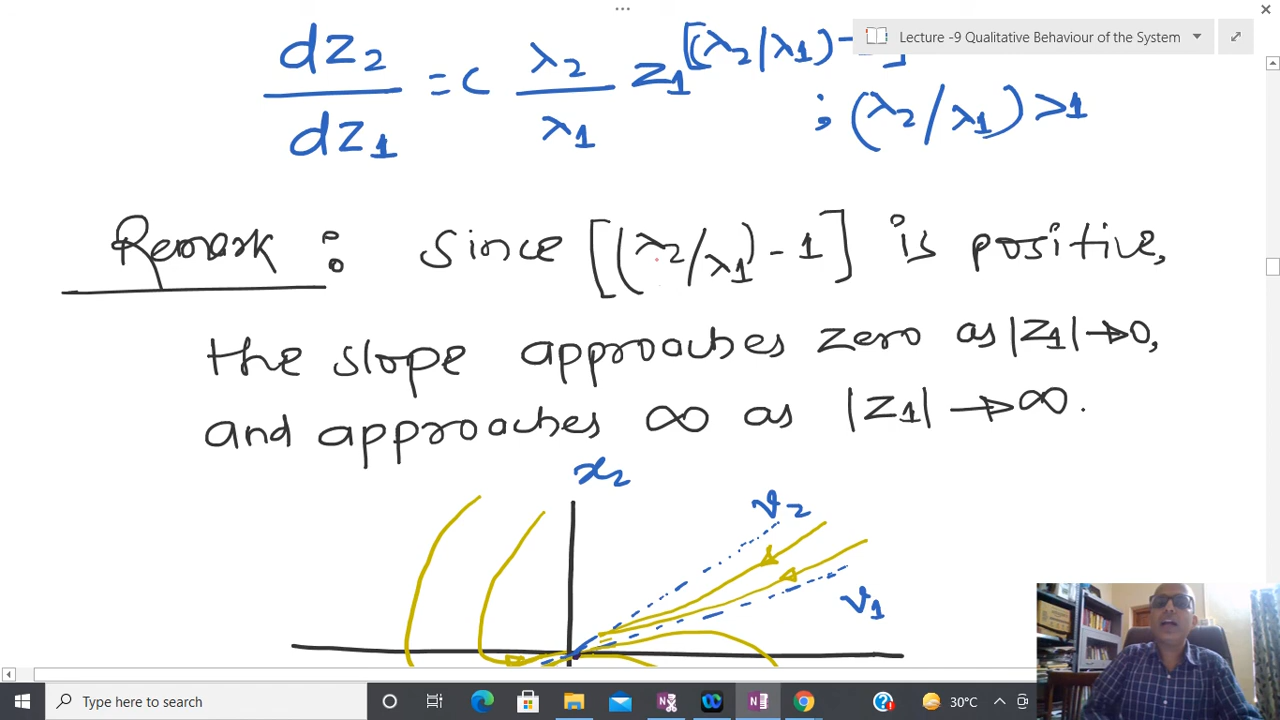 Lecture -9 Qualitative Behaviour of the System
dz2/dz1 = c λ2/λ1 z1^[(λ2/λ1)-1] ; (λ2/λ1) >1
Remark : Since [(λ2/λ1) - 1] is positive,
the slope approaches zero as |z1| → 0,
and approaches ∞ as |z1| → ∞.
x2
v2
v1
Type here to search
30°C